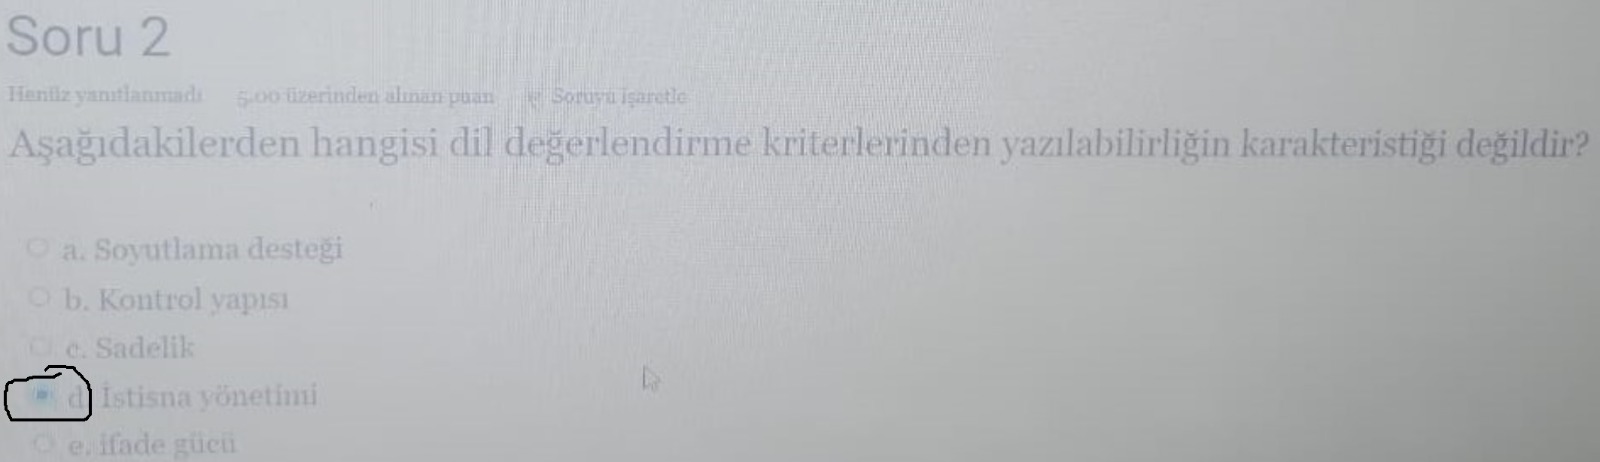 Soru 2
Henüz yanıtlanmadı 5,00 üzerinden alınan puan Soruyu işaretle
Aşağıdakilerden hangisi dil değerlendirme kriterlerinden yazılabilirliğin karakteristiği değildir?
a. Soyutlama desteği
b. Kontrol yapısı
c. Sadelik
d. İstisna yönetimi
e. ifade gücü